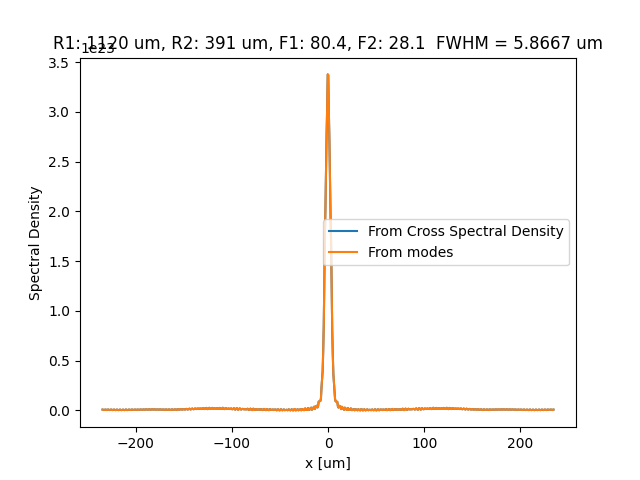 R1: 1120 um, R2: 391 um, F1: 80.4, F2: 28.1  FWHM = 5.8667 um
1e23
3.5
3.0
2.5
2.0
1.5
1.0
0.5
0.0
Spectral Density
From Cross Spectral Density
From modes
−200
−100
0
100
200
x [um]